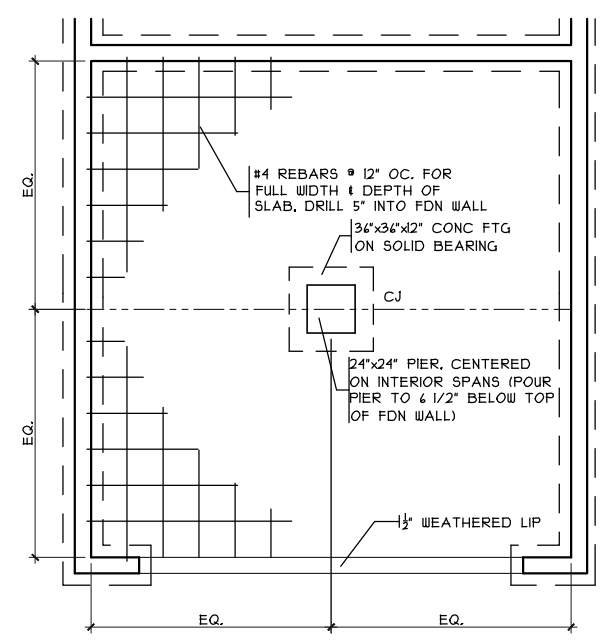 #4 REBARS @ 12" OC. FOR
FULL WIDTH & DEPTH OF
SLAB, DRILL 5" INTO FDN WALL
36"x36"x12" CONC FTG
ON SOLID BEARING
EQ.
CJ
24"x24" PIER, CENTERED
ON INTERIOR SPANS (POUR
PIER TO 6 1/2" BELOW TOP
OF FDN WALL)
EQ.
1½" WEATHERED LIP
EQ.
EQ.